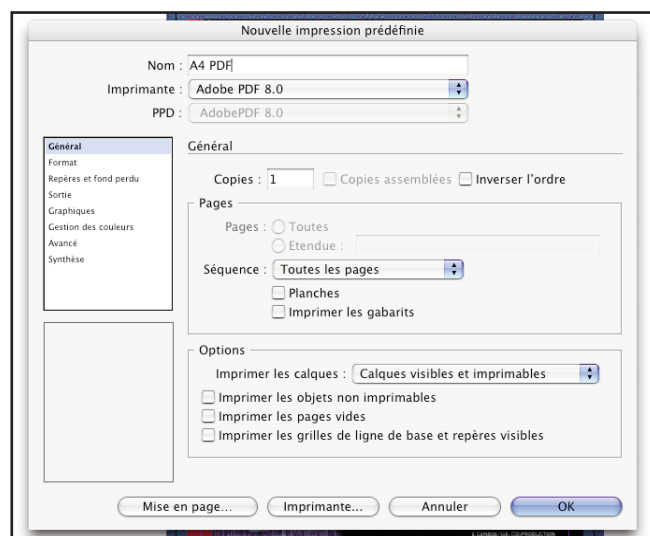 Nouvelle impression prédéfinie
Nom : A4 PDF
Imprimante : Adobe PDF 8.0
PPD : AdobePDF 8.0
Général
Format
Repères et fond perdu
Sortie
Graphiques
Gestion des couleurs
Avancé
Synthèse
Général
Copies : 1 Copies assemblées Inverser l'ordre
Pages
Pages : Toutes
Etendue :
Séquence : Toutes les pages
Planches
Imprimer les gabarits
Options
Imprimer les calques : Calques visibles et imprimables
Imprimer les objets non imprimables
Imprimer les pages vides
Imprimer les grilles de ligne de base et repères visibles
Mise en page... Imprimante... Annuler OK
A CANADA/UK CO-PRODUCTION